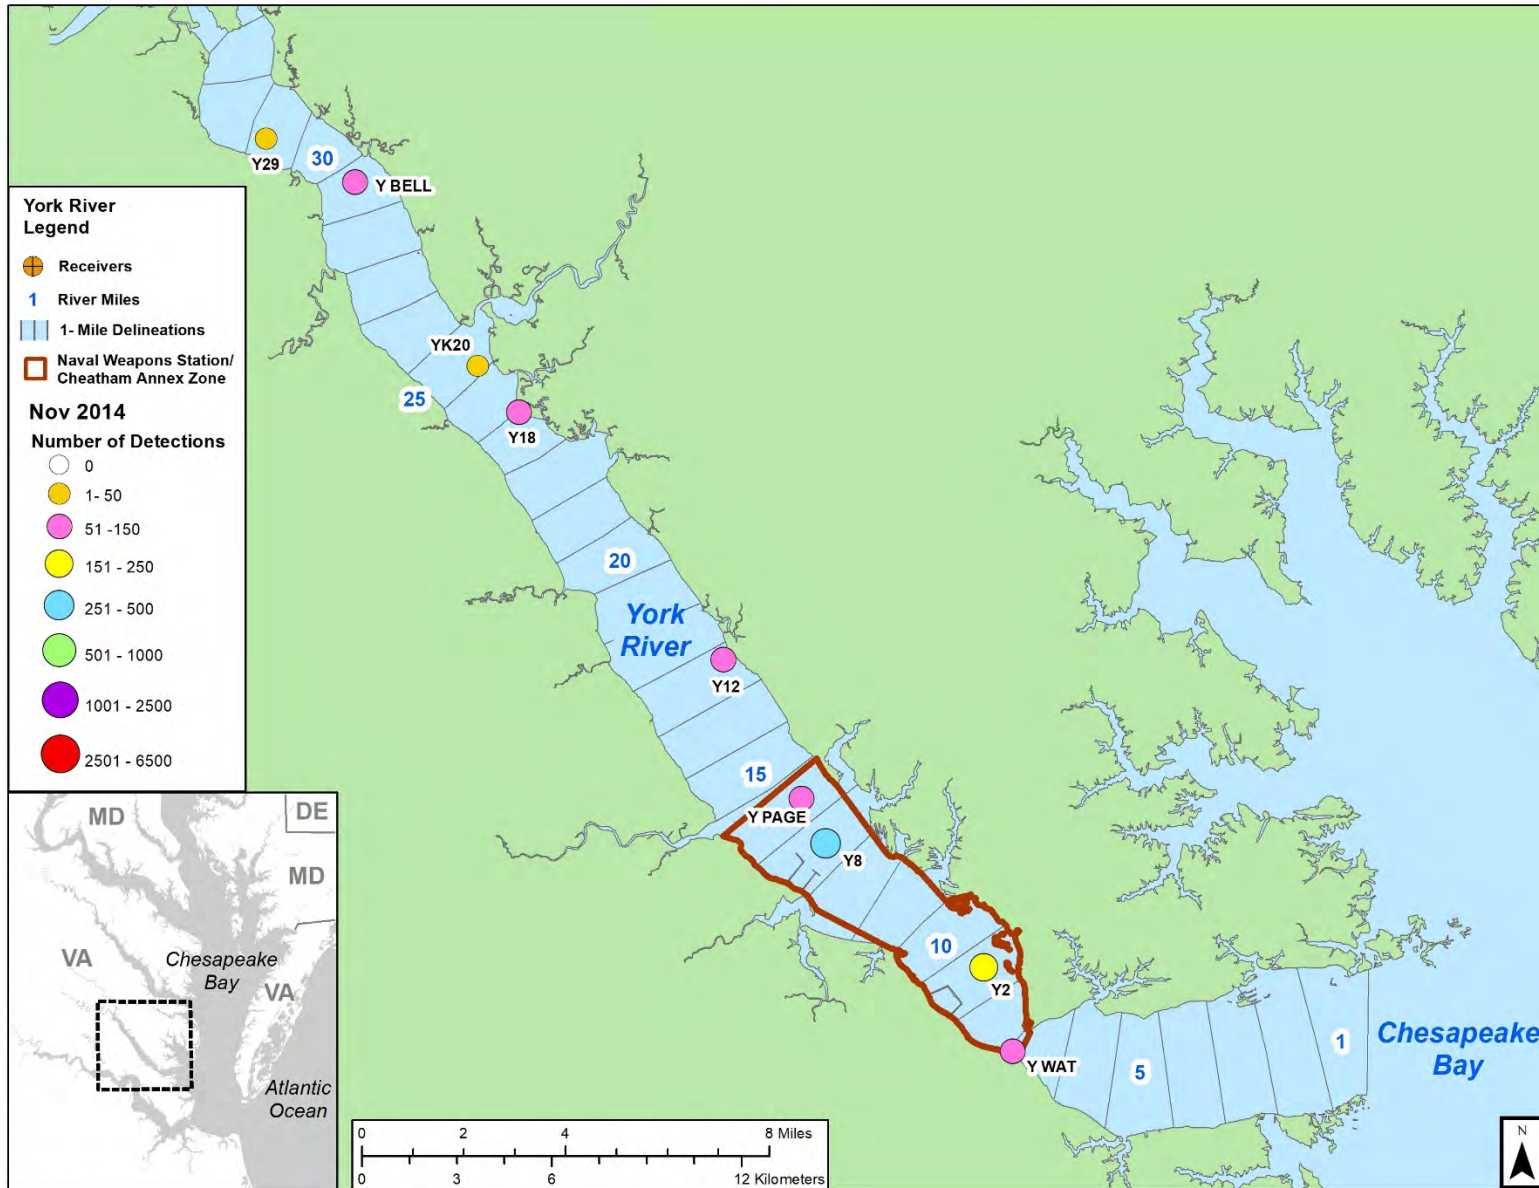 Y29
30
Y BELL
York River
Legend
Receivers
1 River Miles
1- Mile Delineations
Naval Weapons Station/
Cheatham Annex Zone
Nov 2014
Number of Detections
0
1- 50
51 -150
151 - 250
251 - 500
501 - 1000
1001 - 2500
2501 - 6500
YK20
25
Y18
20
York
River
Y12
15
Y PAGE
Y8
10
Y2
Y WAT
5
1
Chesapeake
Bay
MD
DE
MD
VA
Chesapeake
Bay
VA
Atlantic
Ocean
0 2 4 8 Miles
0 3 6 12 Kilometers
N